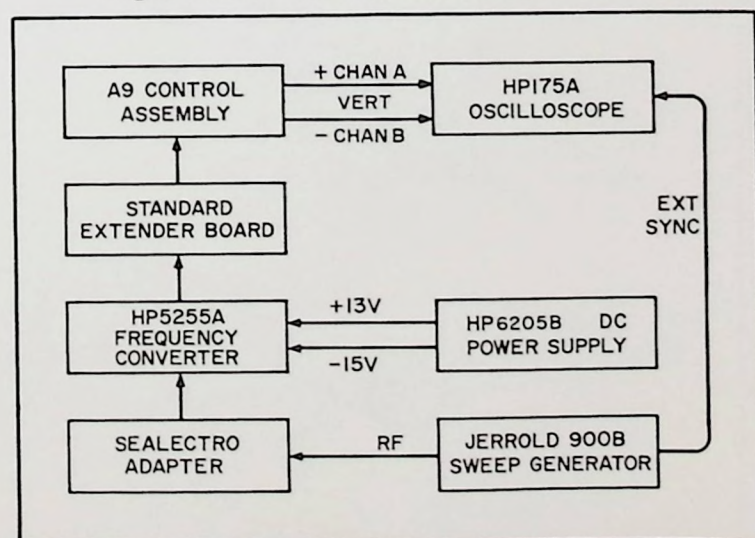 A9 CONTROL
ASSEMBLY
+ CHAN A
VERT
- CHAN B
HP175A
OSCILLOSCOPE
STANDARD
EXTENDER BOARD
EXT
SYNC
HP5255A
FREQUENCY
CONVERTER
+13V
-15V
HP6205B DC
POWER SUPPLY
SEALECTRO
ADAPTER
RF
JERROLD 900B
SWEEP GENERATOR